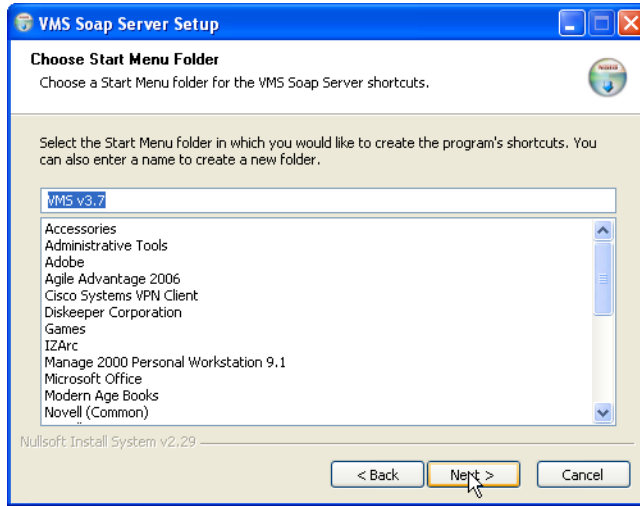 VMS Soap Server Setup
Choose Start Menu Folder
Choose a Start Menu folder for the VMS Soap Server shortcuts.
Select the Start Menu folder in which you would like to create the program's shortcuts. You
can also enter a name to create a new folder.
VMS v3.7
Accessories
Administrative Tools
Adobe
Agile Advantage 2006
Cisco Systems VPN Client
Diskeeper Corporation
Games
IZArc
Manage 2000 Personal Workstation 9.1
Microsoft Office
Modern Age Books
Novell (Common)
Nullsoft Install System v2.29
< Back Next > Cancel